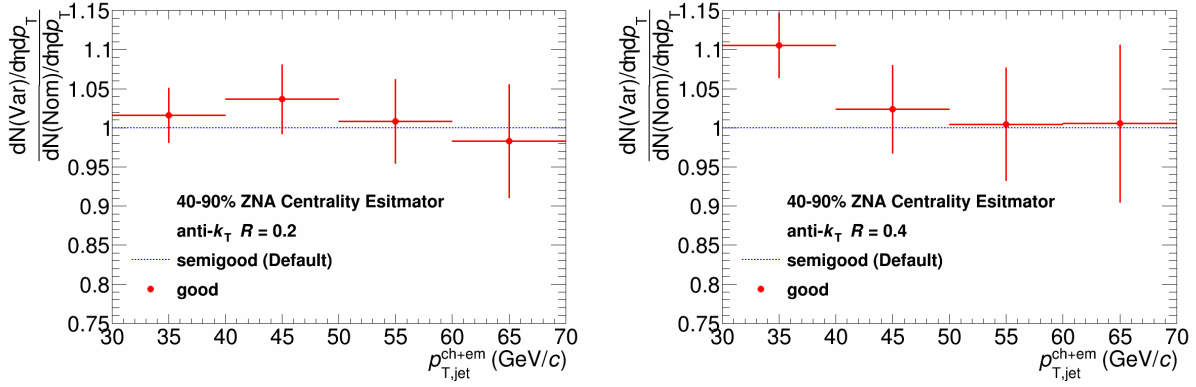 dN(Var)/dηdp_T
dN(Nom)/dηdp_T
1.15
1.1
1.05
1
0.95
0.9
0.85
0.8
0.75
40-90% ZNA Centrality Esitmator
anti-k_T R = 0.2
semigood (Default)
good
30 35 40 45 50 55 60 65 70
p_T,jet^ch+em (GeV/c)
dN(Var)/dηdp_T
dN(Nom)/dηdp_T
1.15
1.1
1.05
1
0.95
0.9
0.85
0.8
0.75
40-90% ZNA Centrality Esitmator
anti-k_T R = 0.4
semigood (Default)
good
30 35 40 45 50 55 60 65 70
p_T,jet^ch+em (GeV/c)